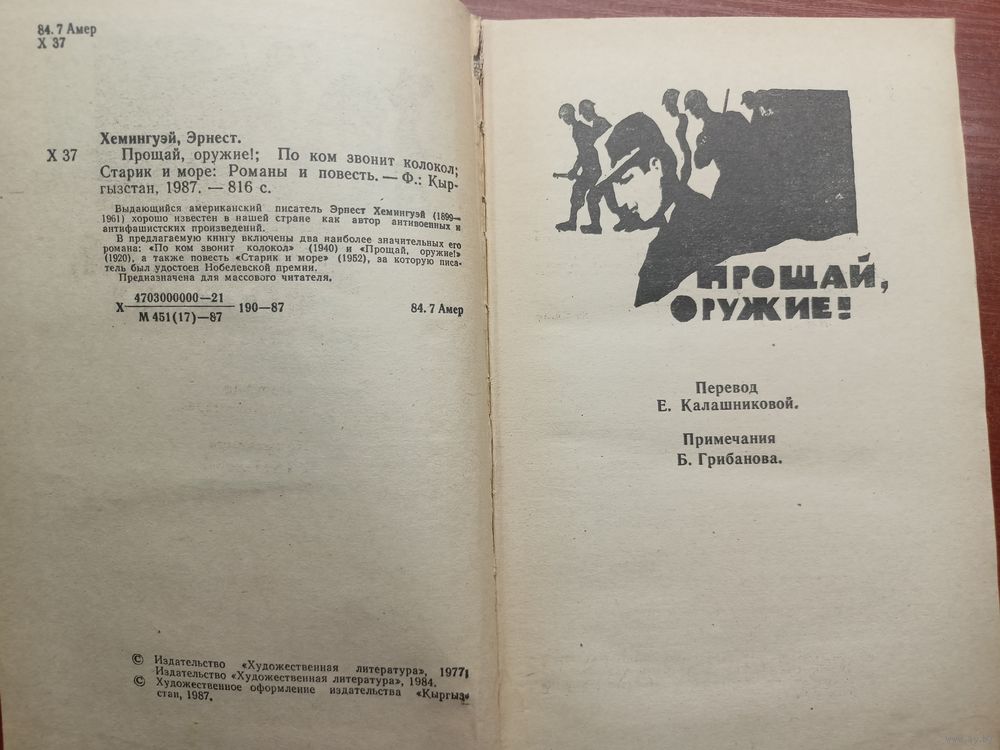 84.7 Амер
Х 37
Хемингуэй, Эрнест.
Х 37 Прощай, оружие!; По ком звонит колокол;
Старик и море: Романы и повесть. — Ф.: Кыр-
гызстан, 1987. — 816 с.
Выдающийся американский писатель Эрнест Хемингуэй (1899—
1961) хорошо известен в нашей стране как автор антивоенных и
антифашистских произведений.
В предлагаемую книгу включены два наиболее значительных его
романа: «По ком звонит колокол» (1940) и «Прощай, оружие!»
(1920), а также повесть «Старик и море» (1952), за которую писа-
тель был удостоен Нобелевской премии.
Предназначена для массового читателя.
4703000000—21
Х 190—87 84.7 Амер
М 451(17)—87
© Издательство «Художественная литература», 1977
Издательство «Художественная литература», 1984.
© Художественное оформление издательства «Кыргыз-
стан, 1987.
ПРОЩАЙ,
ОРУЖИЕ!
Перевод
Е. Калашниковой.
Примечания
Б. Грибанова.